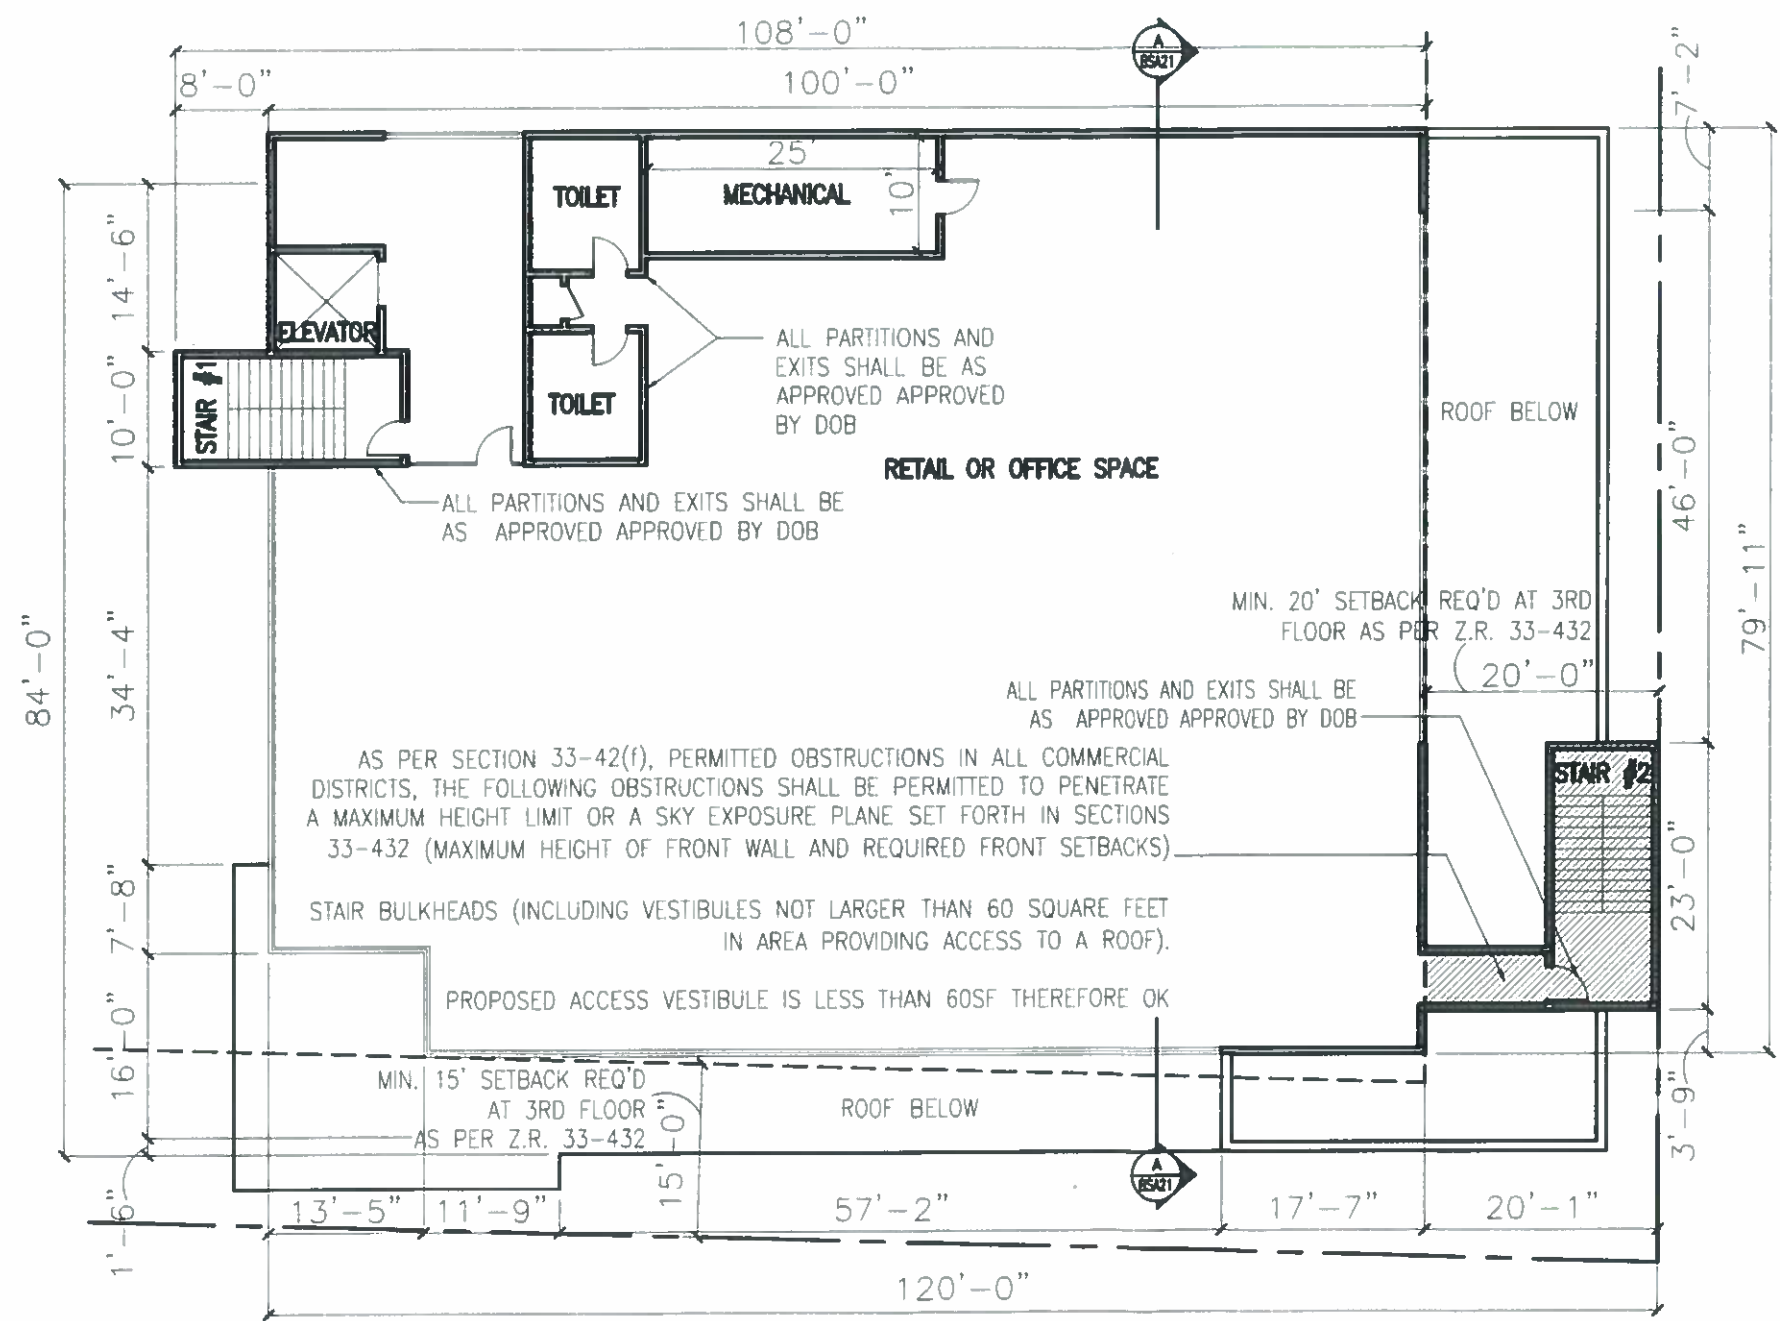 108'-0"
8'-0"
100'-0"
A
BSA21
7'-2"
25'
TOILET
MECHANICAL
10'
14'-6"
ELEVATOR
ALL PARTITIONS AND
EXITS SHALL BE AS
APPROVED APPROVED
BY DOB
STAIR #1
10'-0"
TOILET
ROOF BELOW
RETAIL OR OFFICE SPACE
46'-0"
ALL PARTITIONS AND EXITS SHALL BE
AS APPROVED APPROVED BY DOB
79'-11"
MIN. 20' SETBACK REQ'D AT 3RD
FLOOR AS PER Z.R. 33-432
20'-0"
84'-0"
34'-4"
ALL PARTITIONS AND EXITS SHALL BE
AS APPROVED APPROVED BY DOB
AS PER SECTION 33-42(f), PERMITTED OBSTRUCTIONS IN ALL COMMERCIAL
DISTRICTS, THE FOLLOWING OBSTRUCTIONS SHALL BE PERMITTED TO PENETRATE
A MAXIMUM HEIGHT LIMIT OR A SKY EXPOSURE PLANE SET FORTH IN SECTIONS
33-432 (MAXIMUM HEIGHT OF FRONT WALL AND REQUIRED FRONT SETBACKS)
STAIR #2
23'-0"
7'-8"
STAIR BULKHEADS (INCLUDING VESTIBULES NOT LARGER THAN 60 SQUARE FEET
IN AREA PROVIDING ACCESS TO A ROOF).
PROPOSED ACCESS VESTIBULE IS LESS THAN 60SF THEREFORE OK
16'-0"
MIN. 15' SETBACK REQ'D
AT 3RD FLOOR
AS PER Z.R. 33-432
15'-0"
ROOF BELOW
3'-9"
A
BSA21
1'-6"
13'-5"
11'-9"
57'-2"
17'-7"
20'-1"
120'-0"